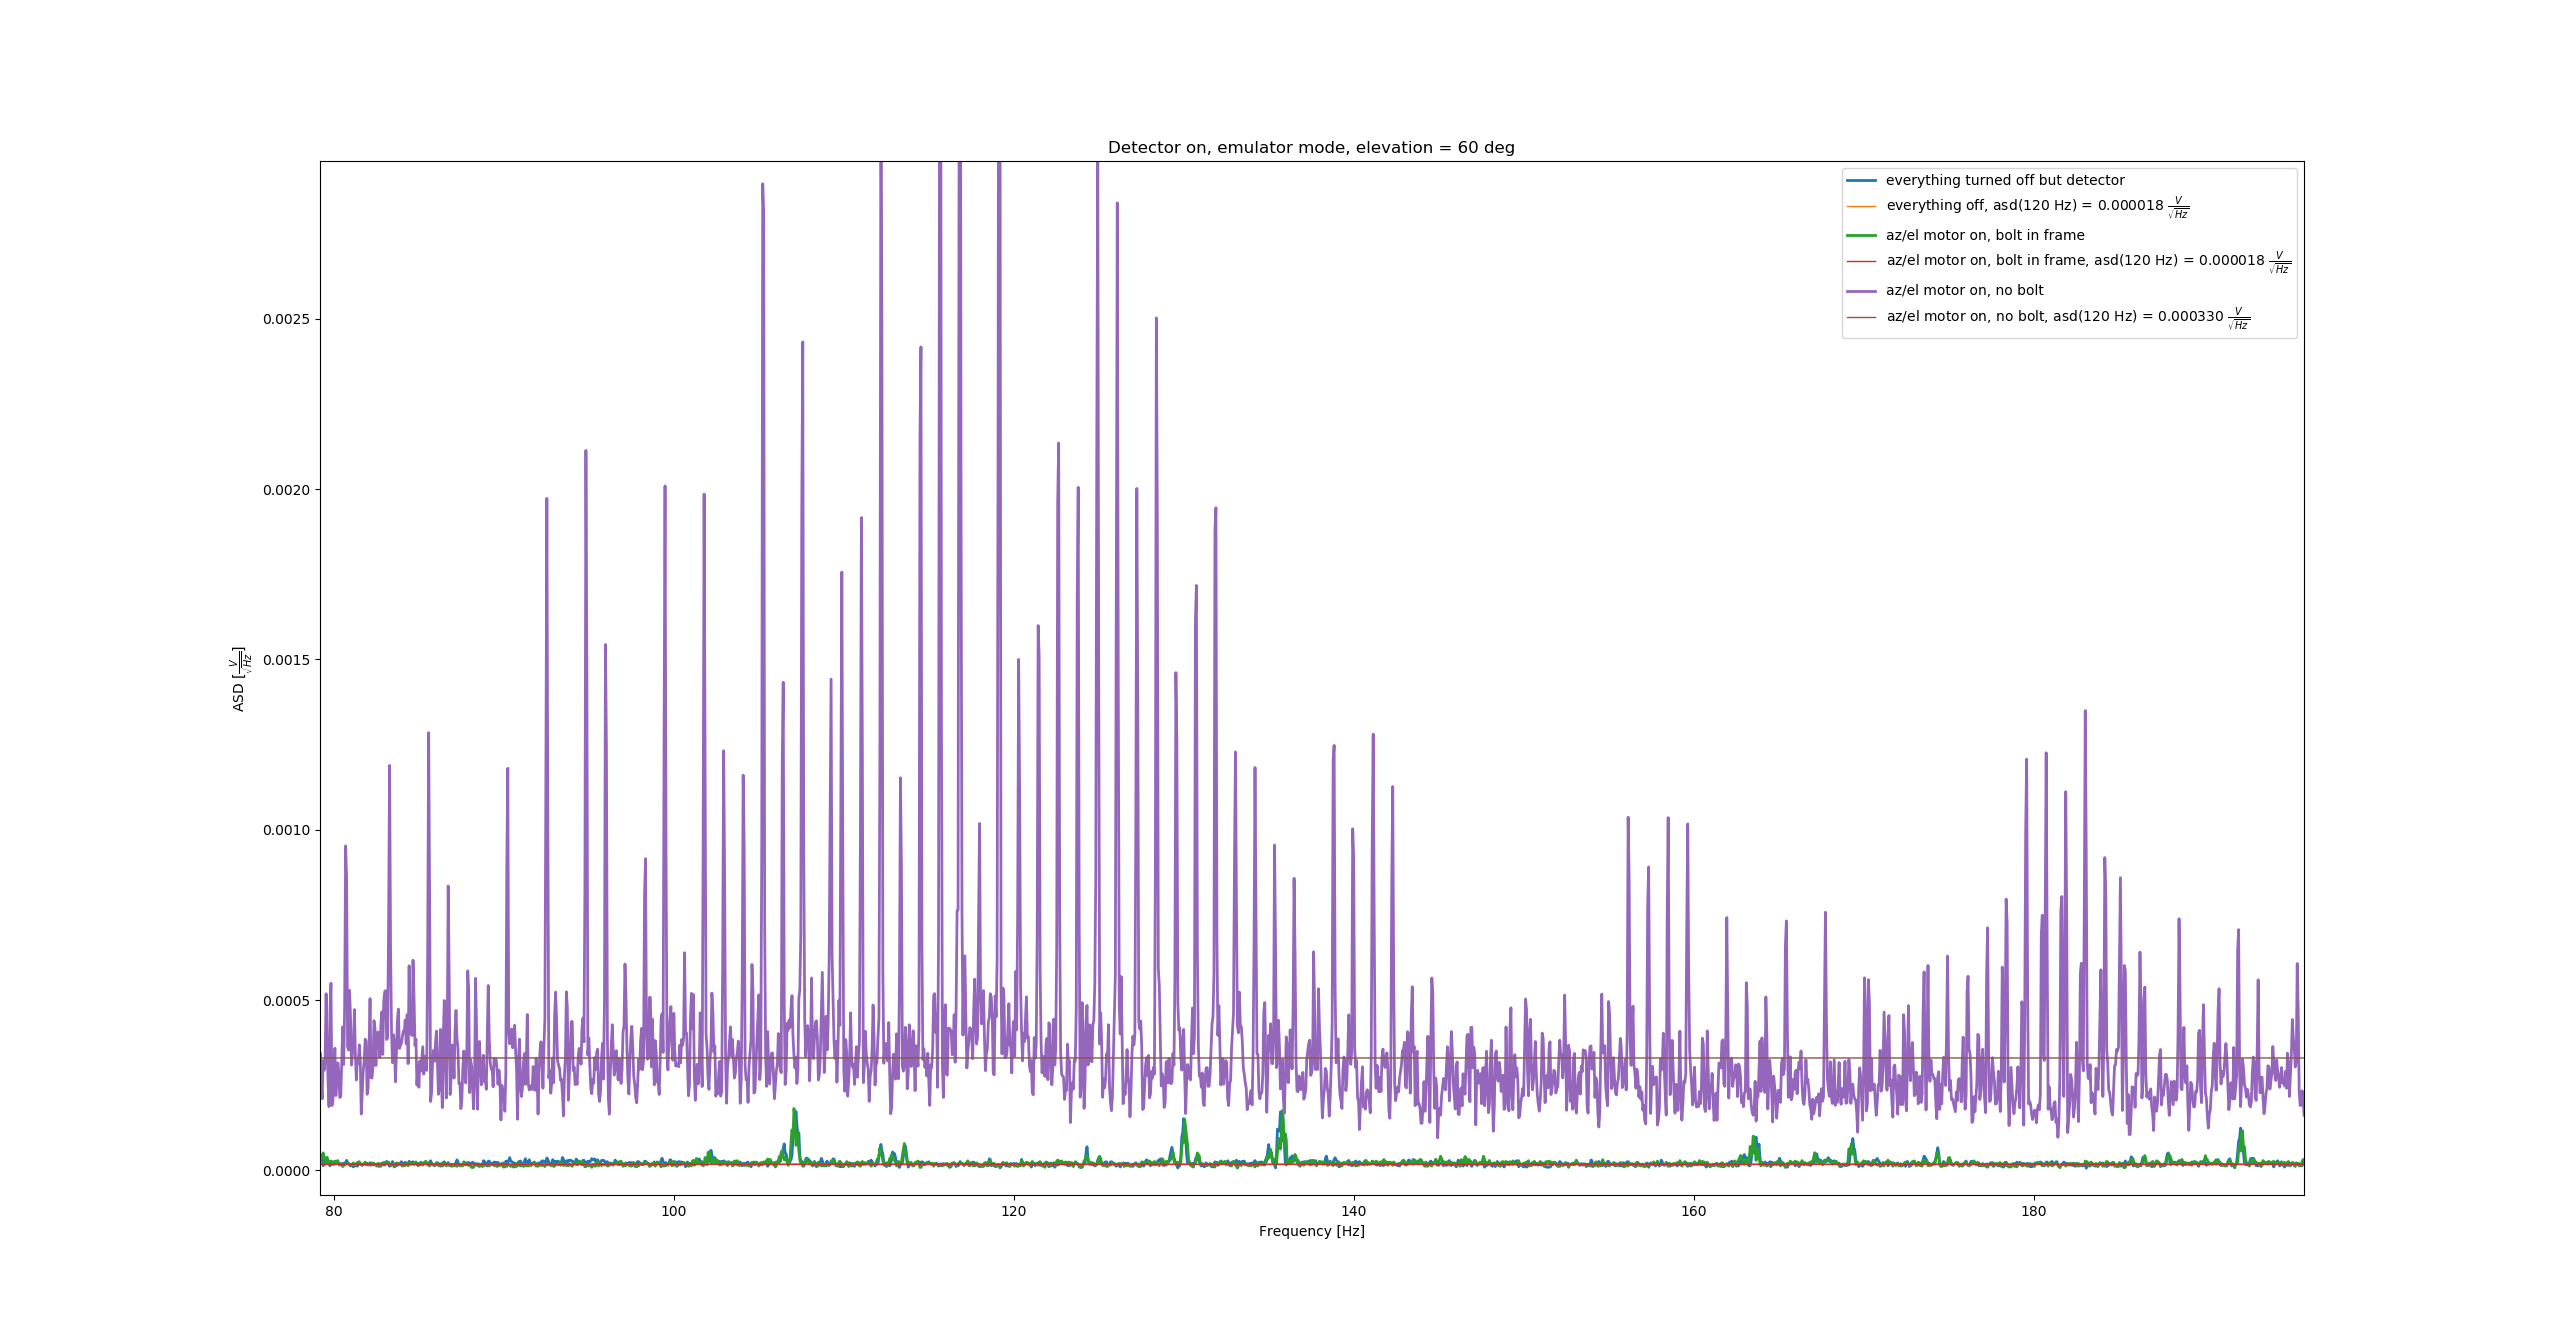 Detector on, emulator mode, elevation = 60 deg
everything turned off but detector
everything off, asd(120 Hz) = 0.000018 V/√Hz
az/el motor on, bolt in frame
az/el motor on, bolt in frame, asd(120 Hz) = 0.000018 V/√Hz
az/el motor on, no bolt
az/el motor on, no bolt, asd(120 Hz) = 0.000330 V/√Hz
ASD [V/√Hz]
0.0025
0.0020
0.0015
0.0010
0.0005
0.0000
80 100 120 140 160 180
Frequency [Hz]